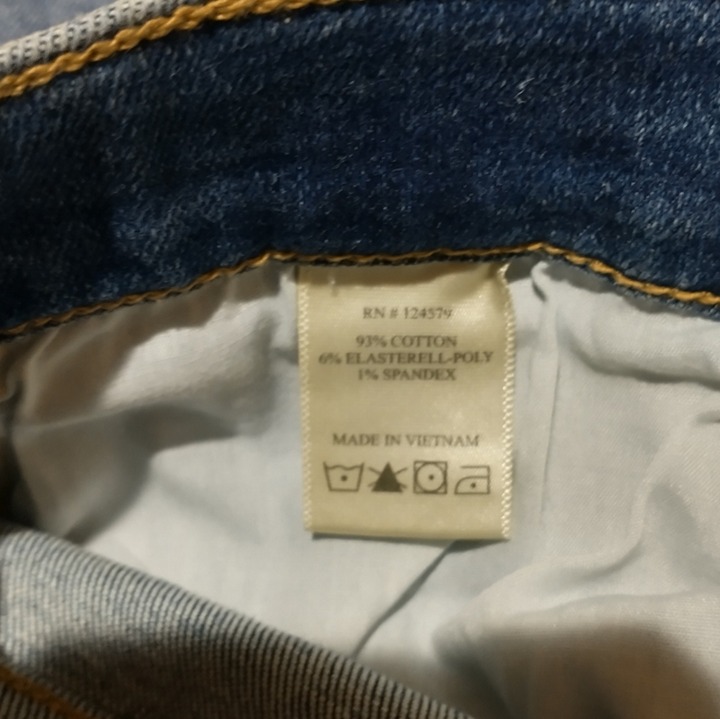 RN # 124579
93% COTTON
6% ELASTERELL-POLY
1% SPANDEX
MADE IN VIETNAM